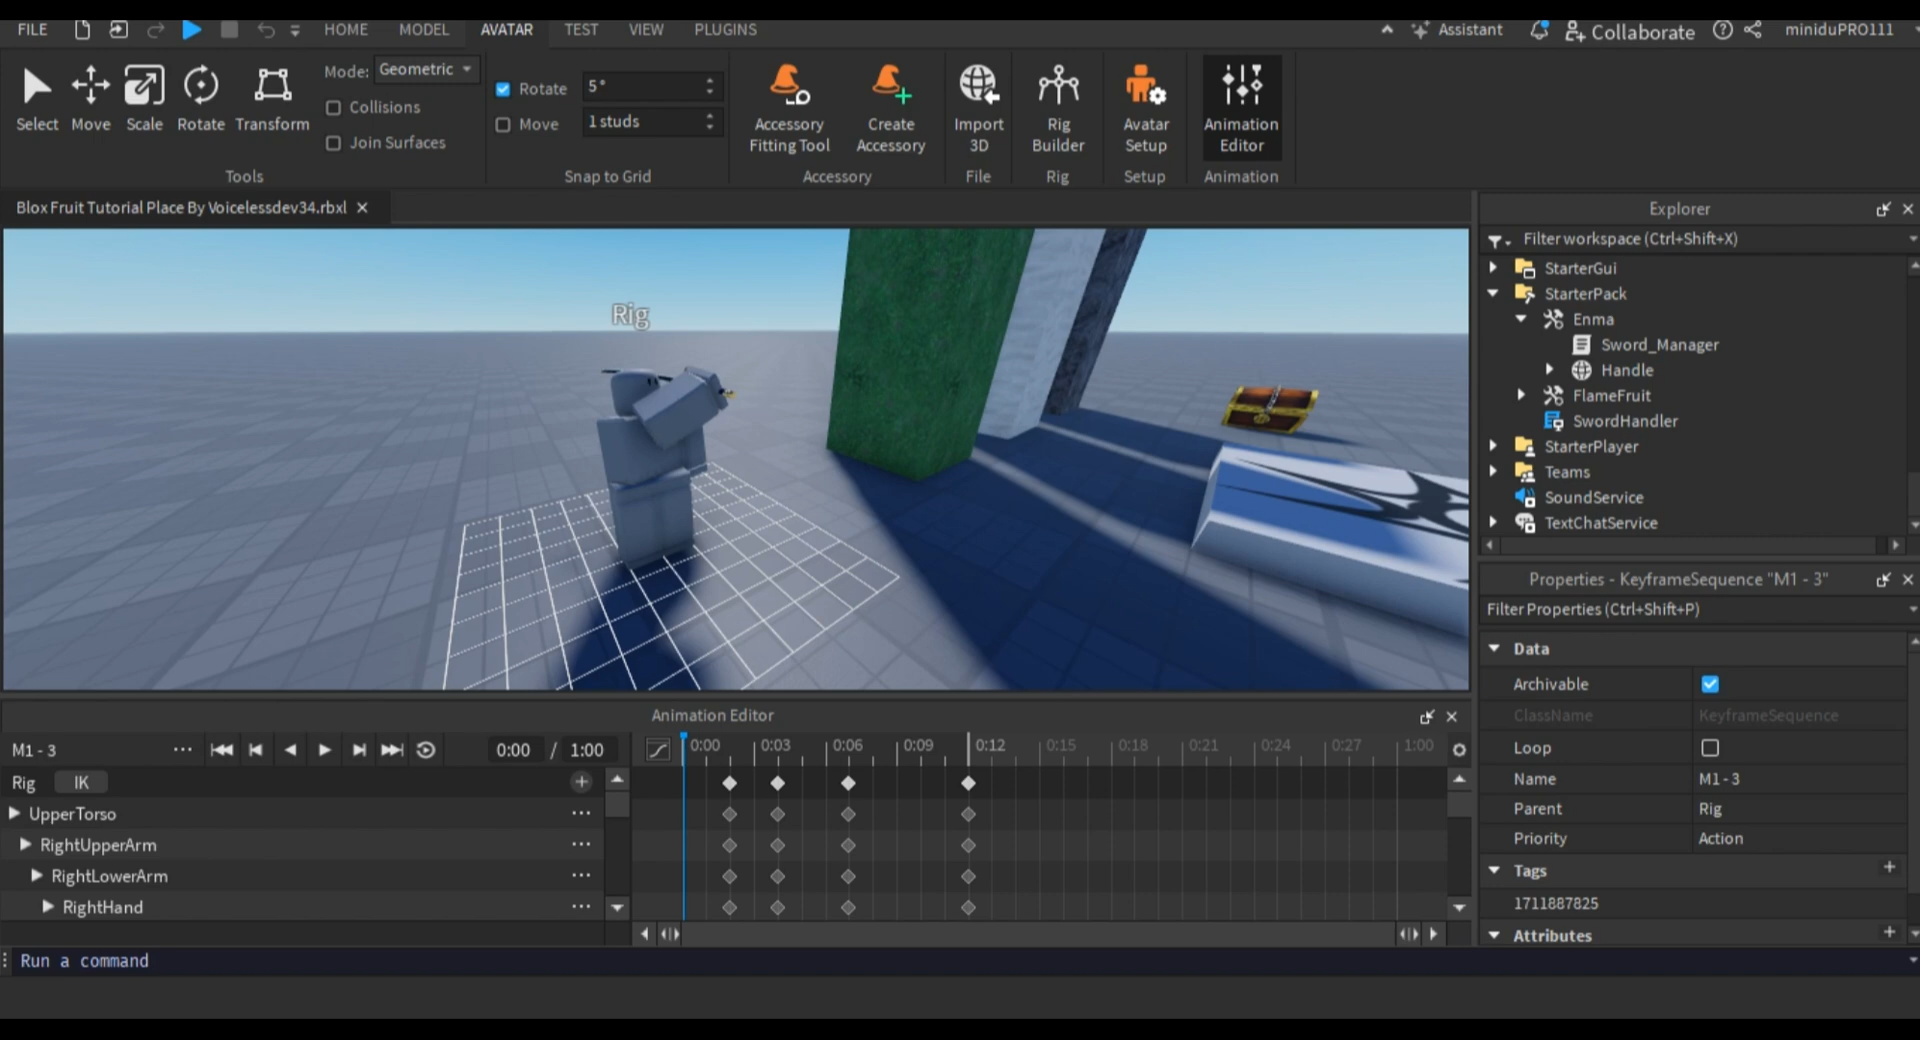 FILE HOME MODEL AVATAR TEST VIEW PLUGINS Assistant Collaborate miniduPRO111
Select Move Scale Rotate Transform
Mode: Geometric
Collisions
Join Surfaces
Tools
Rotate 5°
Move 1 studs
Snap to Grid
Accessory Fitting Tool
Create Accessory
Accessory
Import 3D
File
Rig Builder
Rig
Avatar Setup
Setup
Animation Editor
Animation
Blox Fruit Tutorial Place By Voicelessdev34.rbxl
Rig
Explorer
Filter workspace (Ctrl+Shift+X)
StarterGui
StarterPack
Enma
Sword_Manager
Handle
FlameFruit
SwordHandler
StarterPlayer
Teams
SoundService
TextChatService
Properties - KeyframeSequence "M1 - 3"
Filter Properties (Ctrl+Shift+P)
Data
Archivable
ClassName KeyframeSequence
Loop
Name M1 - 3
Parent Rig
Priority Action
Tags
1711887825
Attributes
Animation Editor
M1 - 3 0:00 / 1:00 0:00 0:03 0:06 0:09 0:12 0:15 0:18 0:21 0:24 0:27 1:00
Rig IK
UpperTorso
RightUpperArm
RightLowerArm
RightHand
Run a command